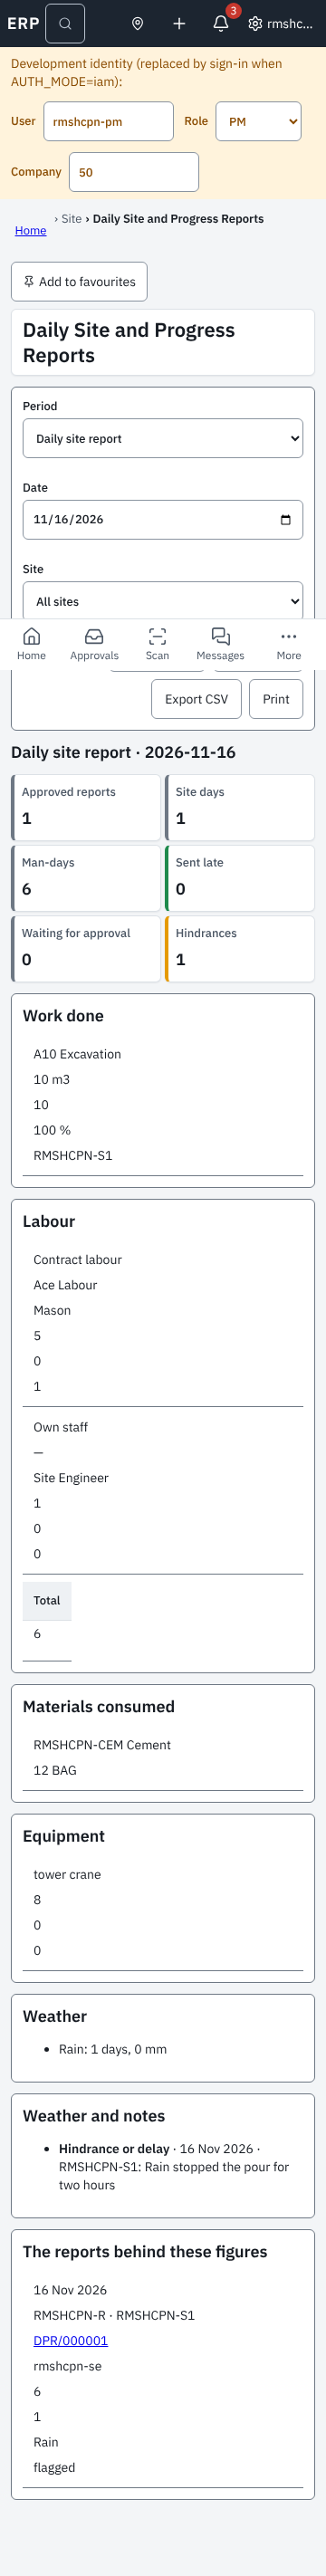 ERP
3
rmshc...
Development identity (replaced by sign-in when
AUTH_MODE=iam):
User rmshcpn-pm Role PM
Company 50
Home › Site › Daily Site and Progress Reports
Add to favourites
Daily Site and Progress
Reports
Period
Daily site report
Date
11/16/2026
Site
All sites
Home Approvals Scan Messages More
Export CSV Print
Daily site report · 2026-11-16
Approved reports
1
Site days
1
Man-days
6
Sent late
0
Waiting for approval
0
Hindrances
1
Work done
A10 Excavation
10 m3
10
100 %
RMSHCPN-S1
Labour
Contract labour
Ace Labour
Mason
5
0
1
Own staff
—
Site Engineer
1
0
0
Total
6
Materials consumed
RMSHCPN-CEM Cement
12 BAG
Equipment
tower crane
8
0
0
Weather
• Rain: 1 days, 0 mm
Weather and notes
• Hindrance or delay · 16 Nov 2026 ·
RMSHCPN-S1: Rain stopped the pour for
two hours
The reports behind these figures
16 Nov 2026
RMSHCPN-R · RMSHCPN-S1
DPR/000001
rmshcpn-se
6
1
Rain
flagged